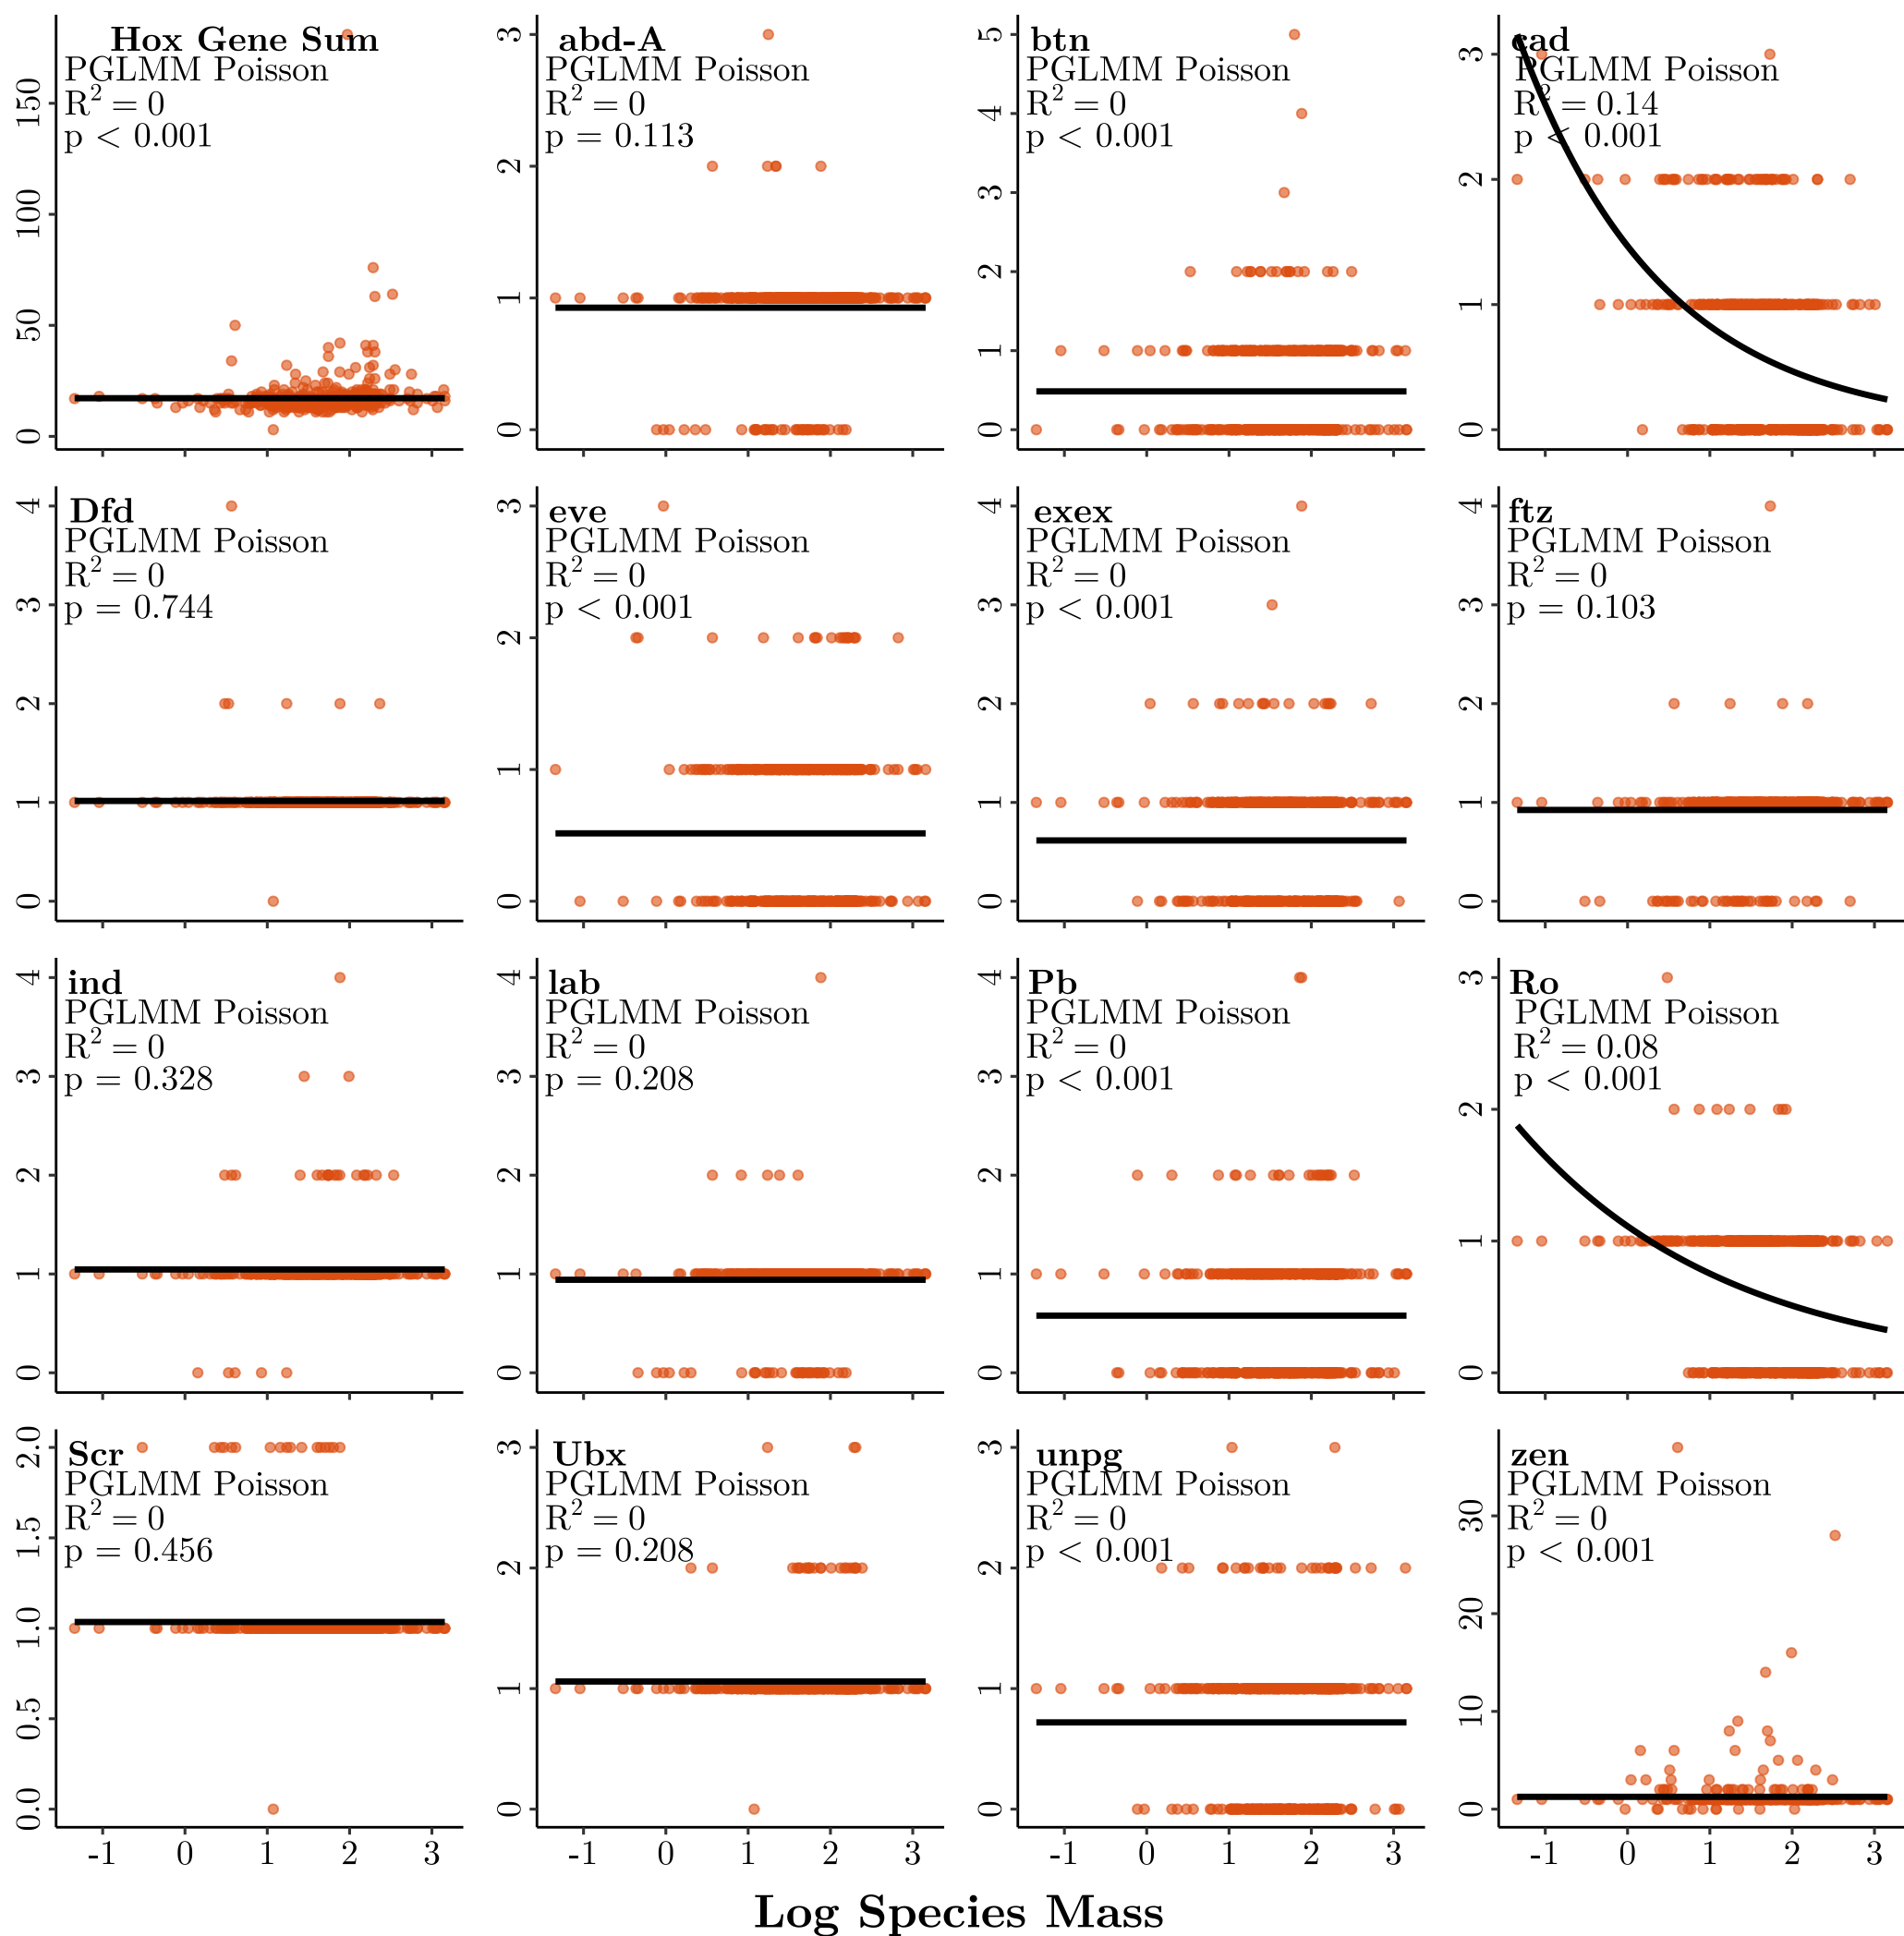 Hox Gene Sum
PGLMM Poisson
R² = 0
p < 0.001
0
50
100
150
abd-A
PGLMM Poisson
R² = 0
p = 0.113
0
1
2
3
btn
PGLMM Poisson
R² = 0
p < 0.001
0
1
2
3
4
5
cad
PGLMM Poisson
R² = 0.14
p < 0.001
0
1
2
3
Dfd
PGLMM Poisson
R² = 0
p = 0.744
0
1
2
3
4
eve
PGLMM Poisson
R² = 0
p < 0.001
0
1
2
3
exex
PGLMM Poisson
R² = 0
p < 0.001
0
1
2
3
4
ftz
PGLMM Poisson
R² = 0
p = 0.103
0
1
2
3
4
ind
PGLMM Poisson
R² = 0
p = 0.328
0
1
2
3
4
lab
PGLMM Poisson
R² = 0
p = 0.208
0
1
2
3
4
Pb
PGLMM Poisson
R² = 0
p < 0.001
0
1
2
3
4
Ro
PGLMM Poisson
R² = 0.08
p < 0.001
0
1
2
3
Scr
PGLMM Poisson
R² = 0
p = 0.456
0.0
0.5
1.0
1.5
2.0
Ubx
PGLMM Poisson
R² = 0
p = 0.208
0
1
2
3
unpg
PGLMM Poisson
R² = 0
p < 0.001
0
1
2
3
zen
PGLMM Poisson
R² = 0
p < 0.001
0
10
20
30
-1 0 1 2 3
-1 0 1 2 3
-1 0 1 2 3
-1 0 1 2 3
Log Species Mass